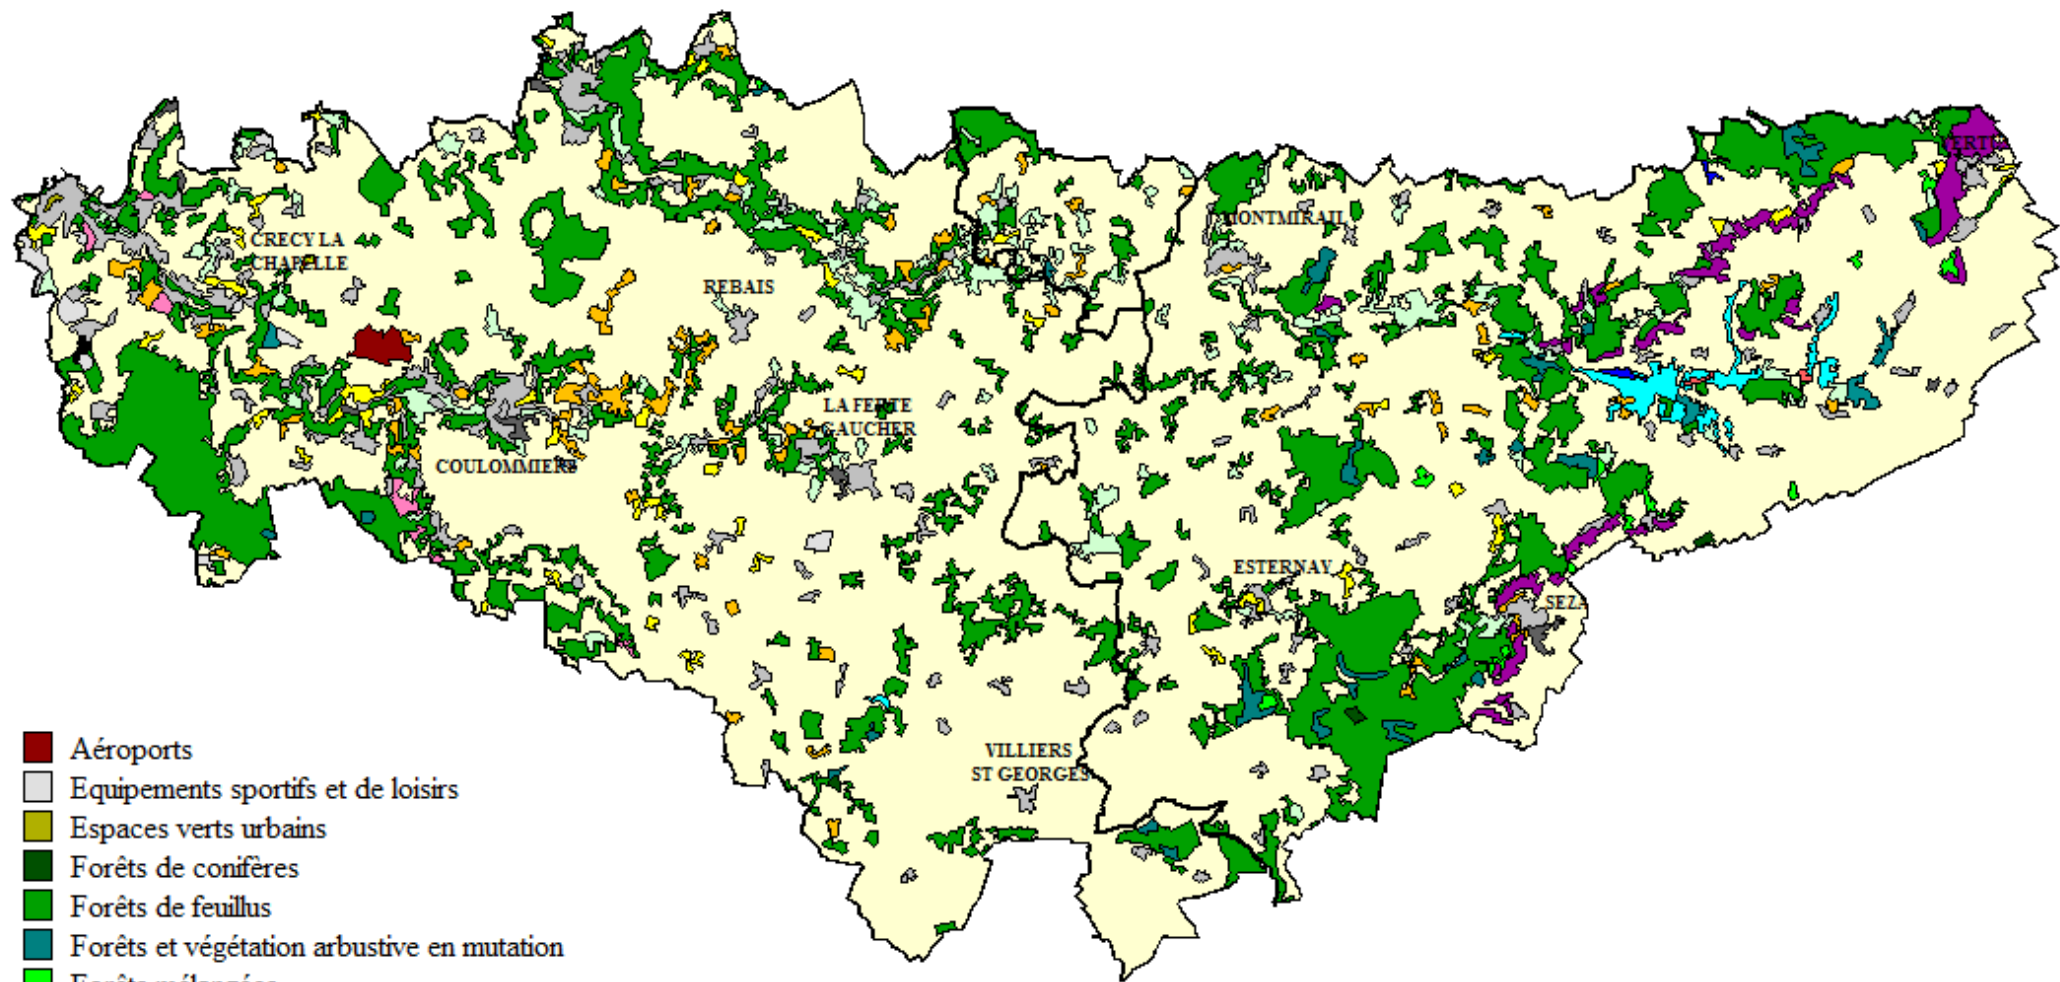 CRECY LA
CHAPELLE
MONTMIRAIL
REBAIS
LA FERTE
GAUCHER
COULOMMIERS
ESTERNAY
VILLIERS
ST GEORGES
Aéroports
Equipements sportifs et de loisirs
Espaces verts urbains
Forêts de conifères
Forêts de feuillus
Forêts et végétation arbustive en mutation